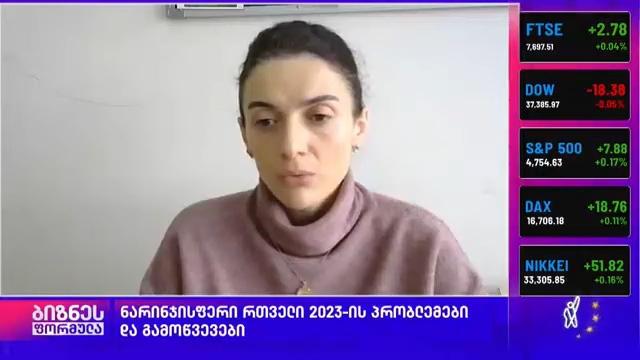 FTSE +2.78
7,697.51 +0.04%
DOW -18.38
37,385.97 -0.05%
S&P 500 +7.88
4,754.63 +0.17%
DAX +18.76
16,706.18 +0.11%
NIKKEI +51.82
33,305.85 +0.16%
ბიზნეს
ფორმულა
ნარინჯისფერი რთველი 2023-ის პრობლემები
და გამოწვევები